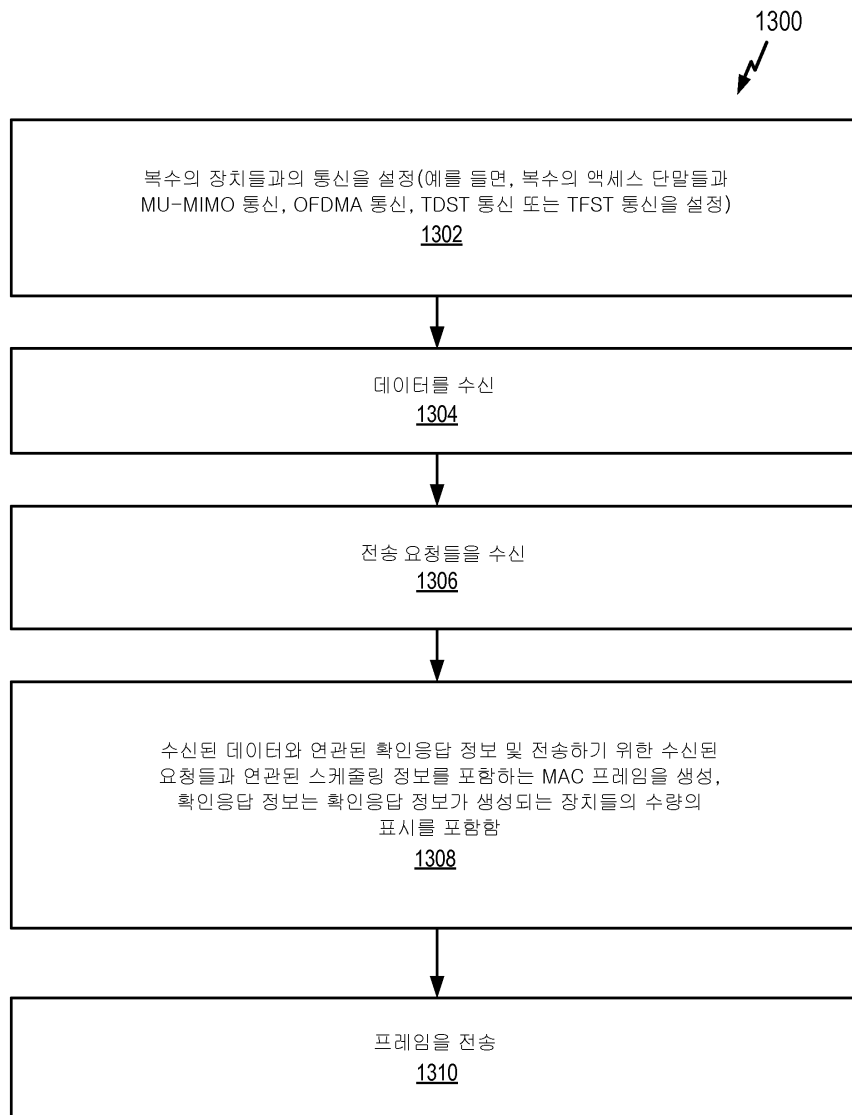 1300
복수의 장치들과의 통신을 설정(예를 들면, 복수의 액세스 단말들과
MU-MIMO 통신, OFDMA 통신, TDST 통신 또는 TFST 통신을 설정)
1302
데이터를 수신
1304
전송 요청들을 수신
1306
수신된 데이터와 연관된 확인응답 정보 및 전송하기 위한 수신된
요청들과 연관된 스케줄링 정보를 포함하는 MAC 프레임을 생성,
확인응답 정보는 확인응답 정보가 생성되는 장치들의 수량의
표시를 포함함
1308
프레임을 전송
1310